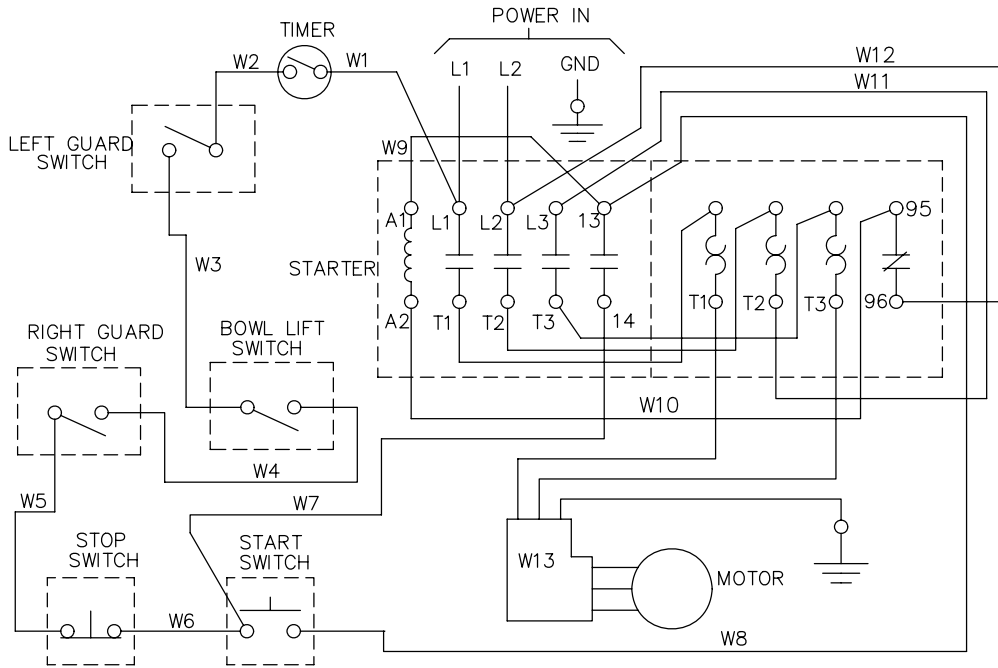 POWER IN
TIMER
W2
W1
L1
L2
GND
W12
W11
LEFT GUARD
SWITCH
W9
A1
L1
L2
L3
13
95
W3
STARTER
A2
T1
T2
T3
14
T1
T2
T3
96
RIGHT GUARD
SWITCH
BOWL LIFT
SWITCH
W10
W4
W5
W7
STOP
SWITCH
START
SWITCH
W13
MOTOR
W6
W8